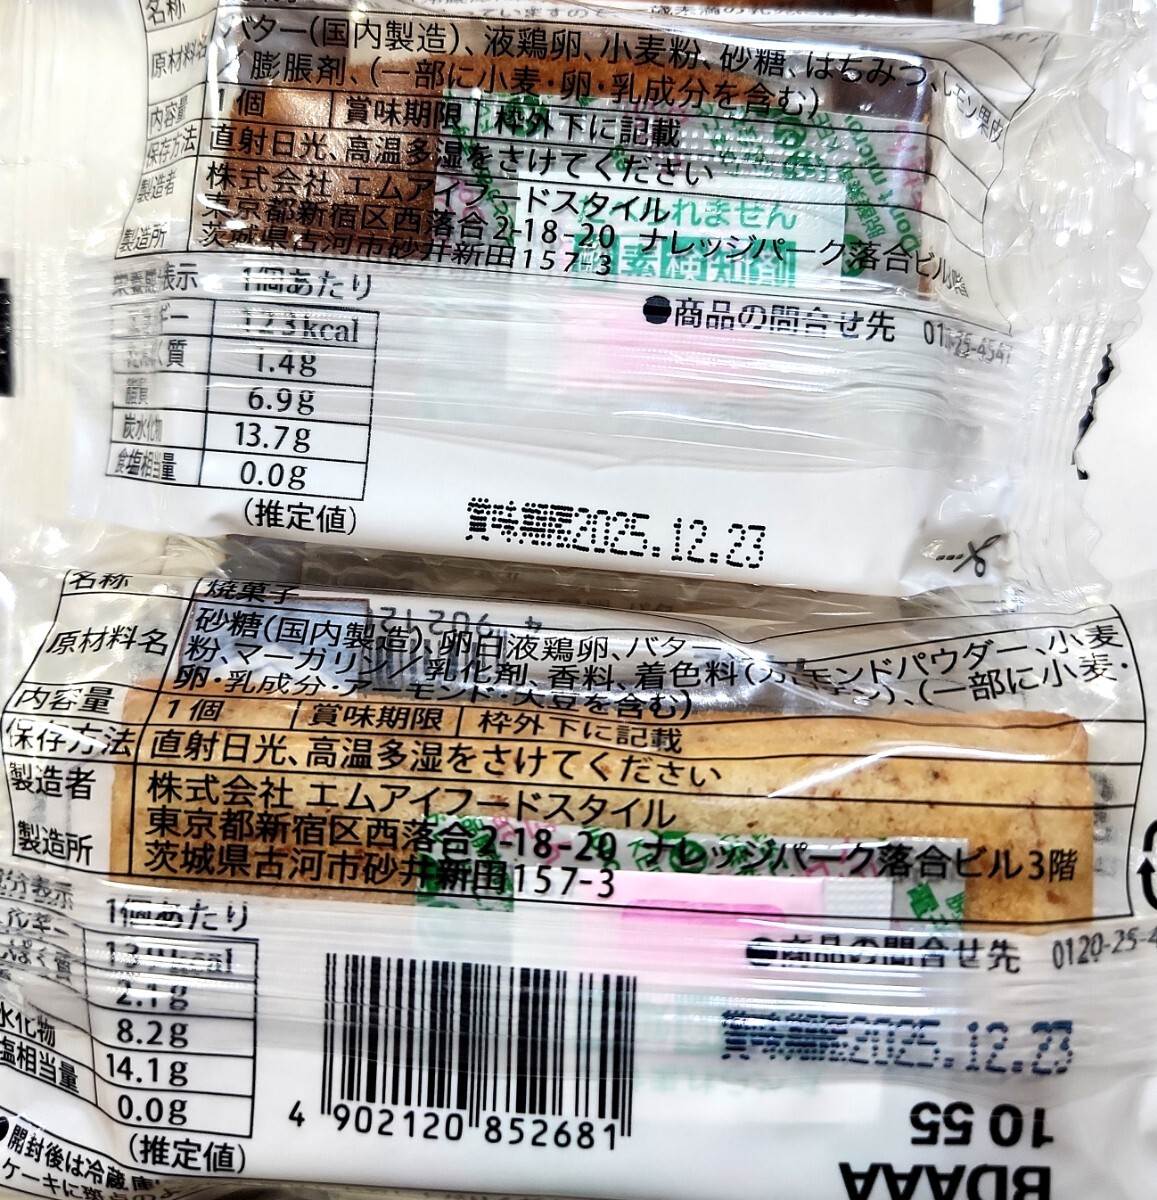 名称
原材料名 バター(国内製造)、液鶏卵、小麦粉、砂糖、はちみつ、レモン果皮
/膨脹剤、(一部に小麦・卵・乳成分を含む)
内容量 1個 賞味期限 枠外下に記載
保存方法 直射日光、高温多湿をさけてください
製造者 株式会社 エムアイフードスタイル
東京都新宿区西落合2-18-20 ナレッジパーク落合ビル3階
製造所 茨城県古河市砂井新田157-3
れません
栄養成分表示 1個あたり
123kcal
1.4g
脂質 6.9g
炭水化物 13.7g
食塩相当量 0.0g
(推定値)
●商品の問合せ先
賞味期限2025.12.23
名称 焼菓子
原材料名 砂糖(国内製造)、卵白液鶏卵、バター
アーモンドパウダー、小麦
粉、マーガリン/乳化剤、香料、着色料(カロテン)、(一部に小麦・
卵・乳成分・アーモンド・大豆を含む)
内容量 1個 賞味期限 枠外下に記載
保存方法 直射日光、高温多湿をさけてください
製造者 株式会社 エムアイフードスタイル
東京都新宿区西落合2-18-20 ナレッジパーク落合ビル3階
製造所 茨城県古河市砂井新田157-3
1個あたり
2.1g
8.2g
水化物 14.1g
塩相当量 0.0g
(推定値)
●商品の問合せ先 0120-25-4
賞味期限2025.12.23
4 902120 852681
10 55
BDAAA
●開封後は冷蔵庫